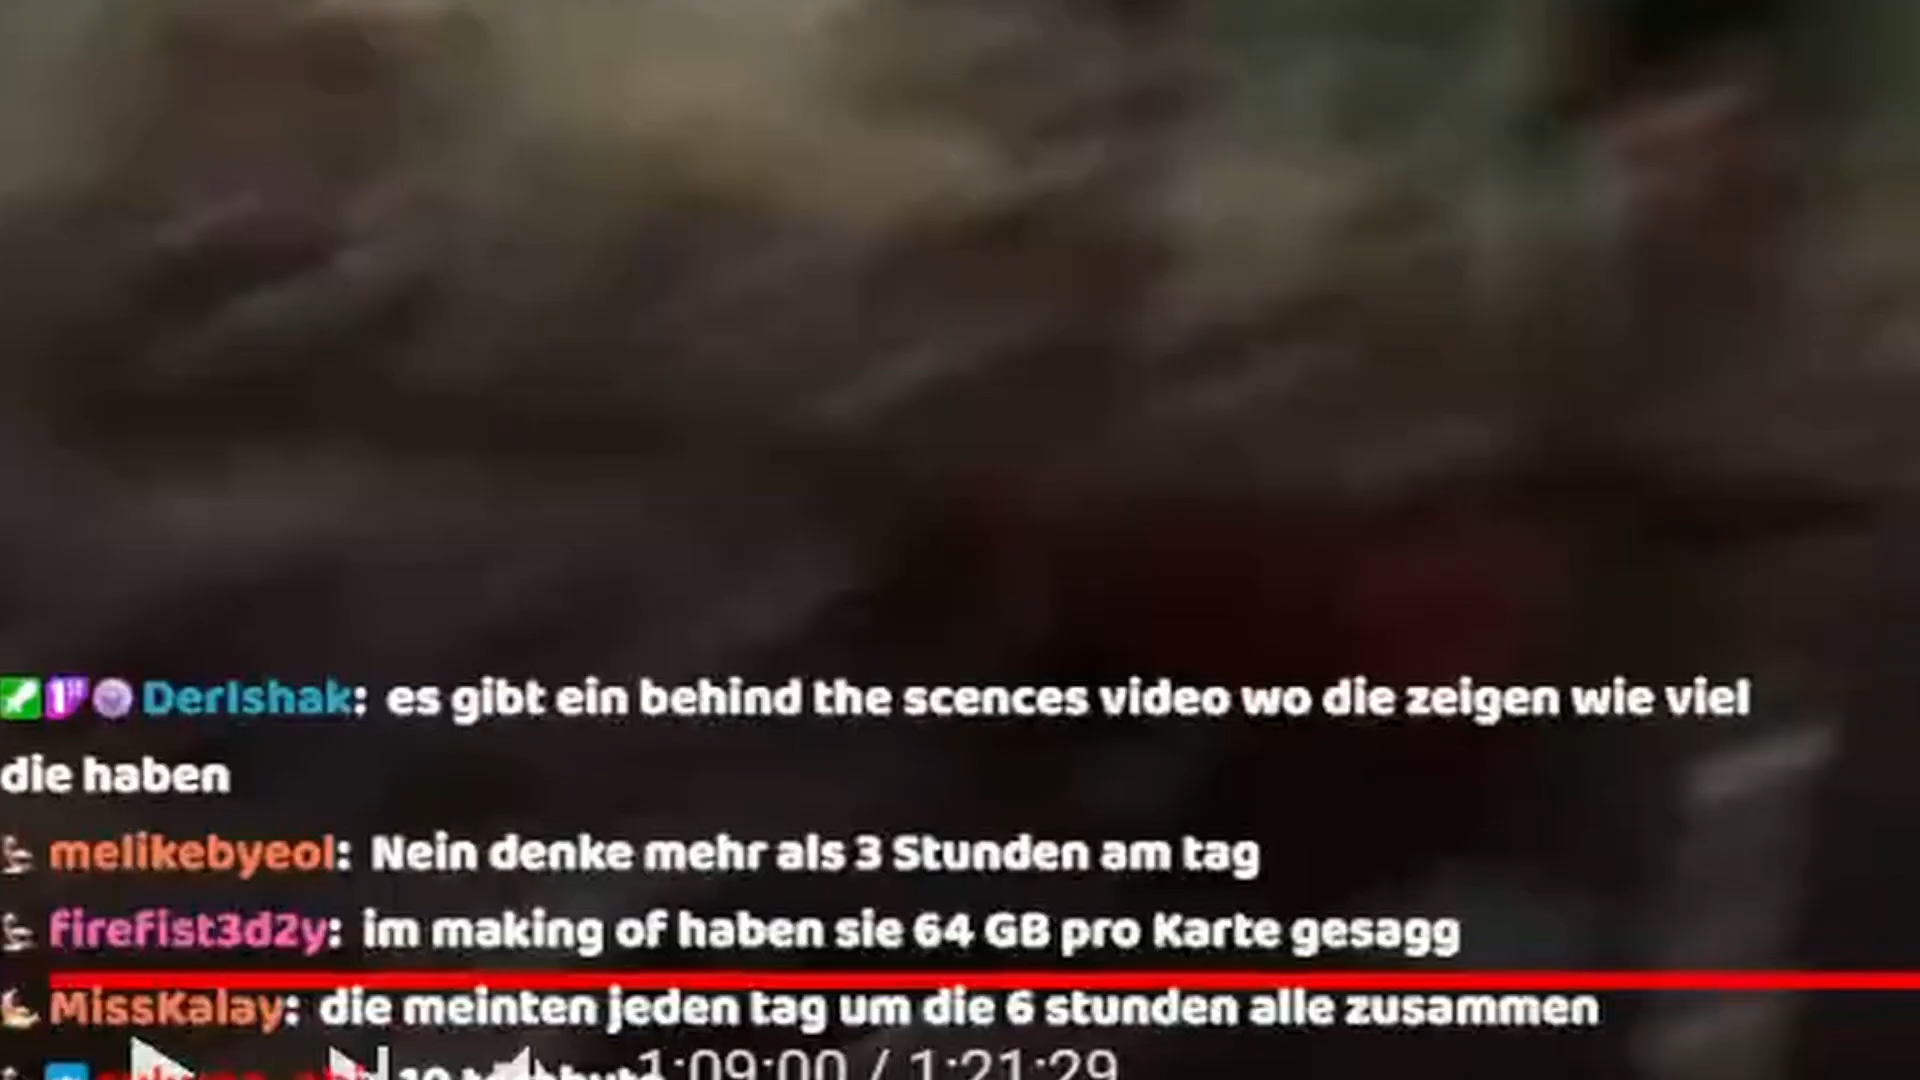 DerIshak: es gibt ein behind the scences video wo die zeigen wie viel
die haben
melikebyeol: Nein denke mehr als 3 Stunden am tag
firefist3d2y: im making of haben sie 64 GB pro Karte gesagg
MissKalay: die meinten jeden tag um die 6 stunden alle zusammen
1:09:00 / 1:21:29